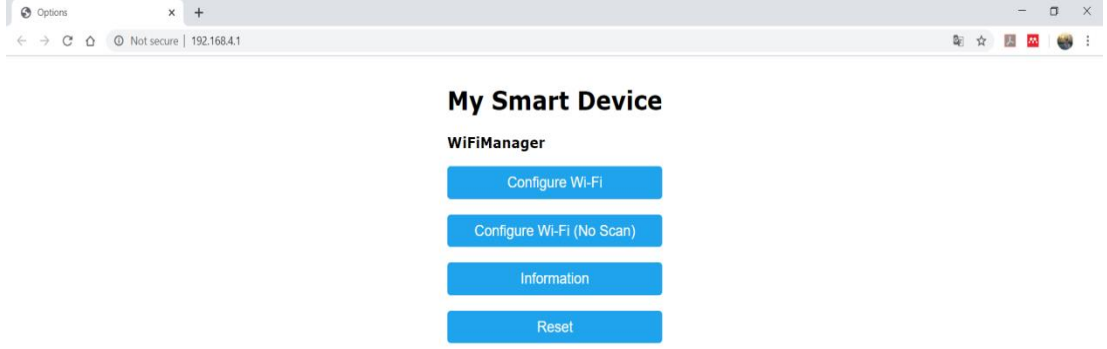 Options
Not secure | 192.168.4.1
My Smart Device
WiFiManager
Configure Wi-Fi
Configure Wi-Fi (No Scan)
Information
Reset